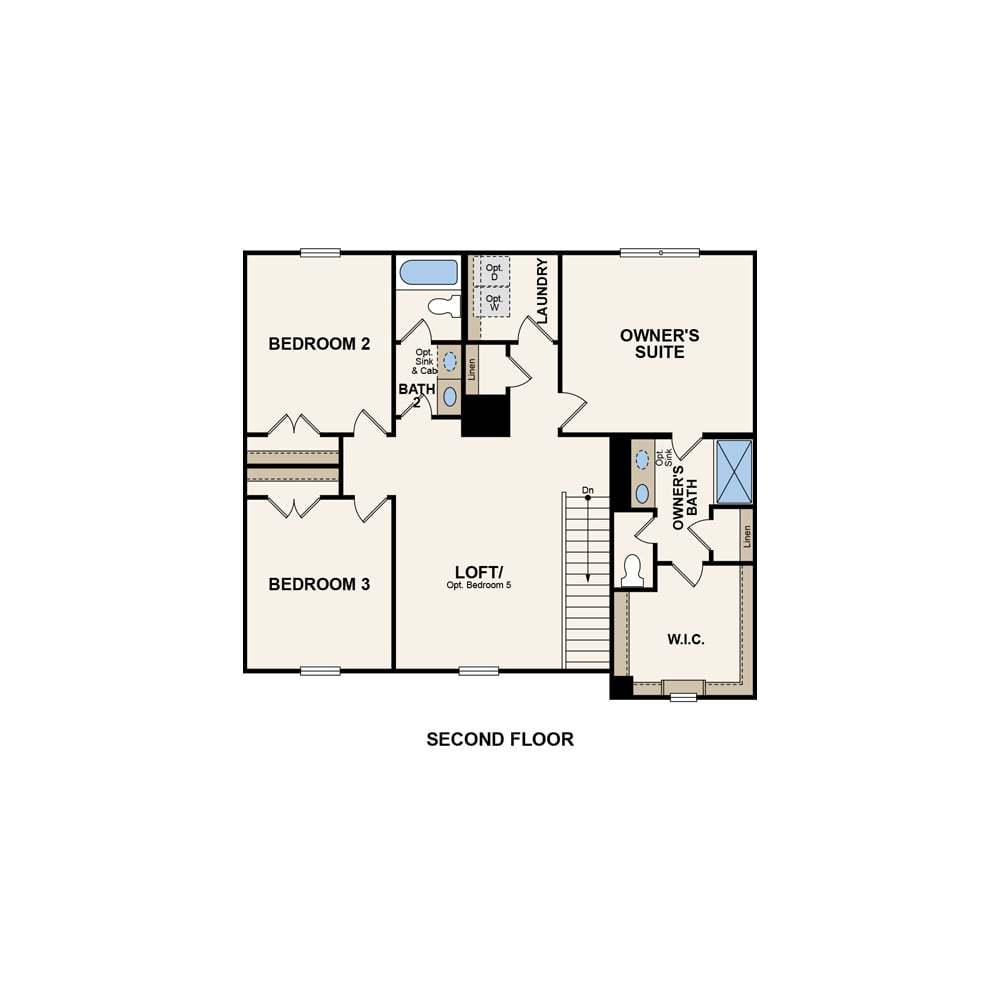 BEDROOM 2
Opt.
Sink
& Cab
BATH
2
Opt.
D
Opt.
W
LAUNDRY
Linen
OWNER'S
SUITE
Opt.
Sink
OWNER'S
BATH
Linen
Dn
BEDROOM 3
LOFT/
Opt. Bedroom 5
W.I.C.
SECOND FLOOR